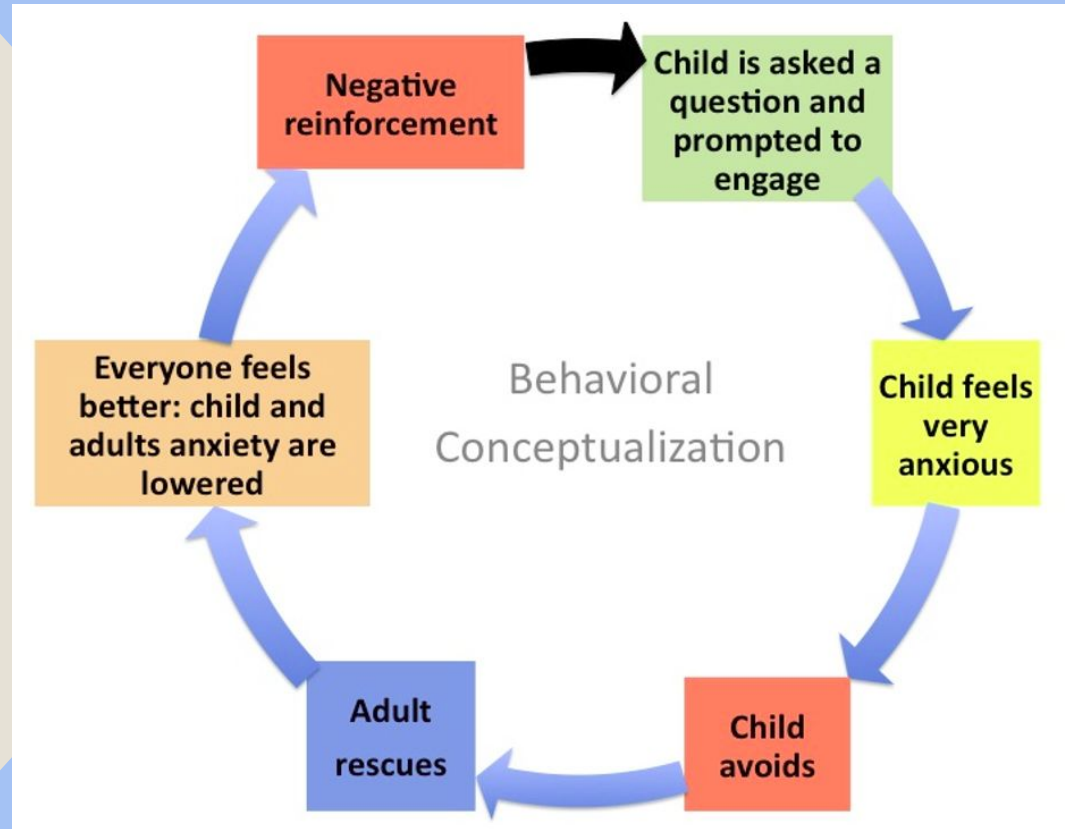 Negative
reinforcement
Child is asked a
question and
prompted to
engage
Child feels
very
anxious
Child
avoids
Adult
rescues
Everyone feels
better: child and
adults anxiety are
lowered
Behavioral
Conceptualization